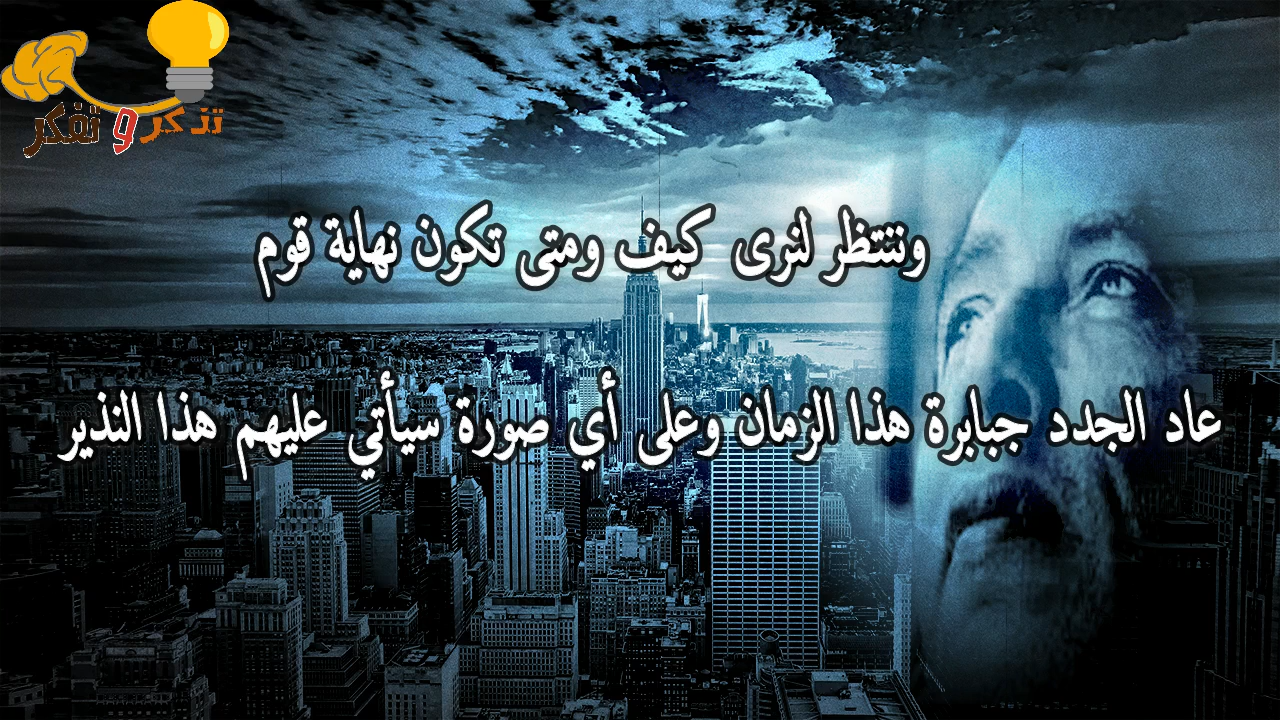 تذكر و تفكر
وننتظر لنرى كيف ومتى تكون نهاية قوم
عاد الجدد جبابرة هذا الزمان وعلى أي صورة سيأتي عليهم هذا النذير